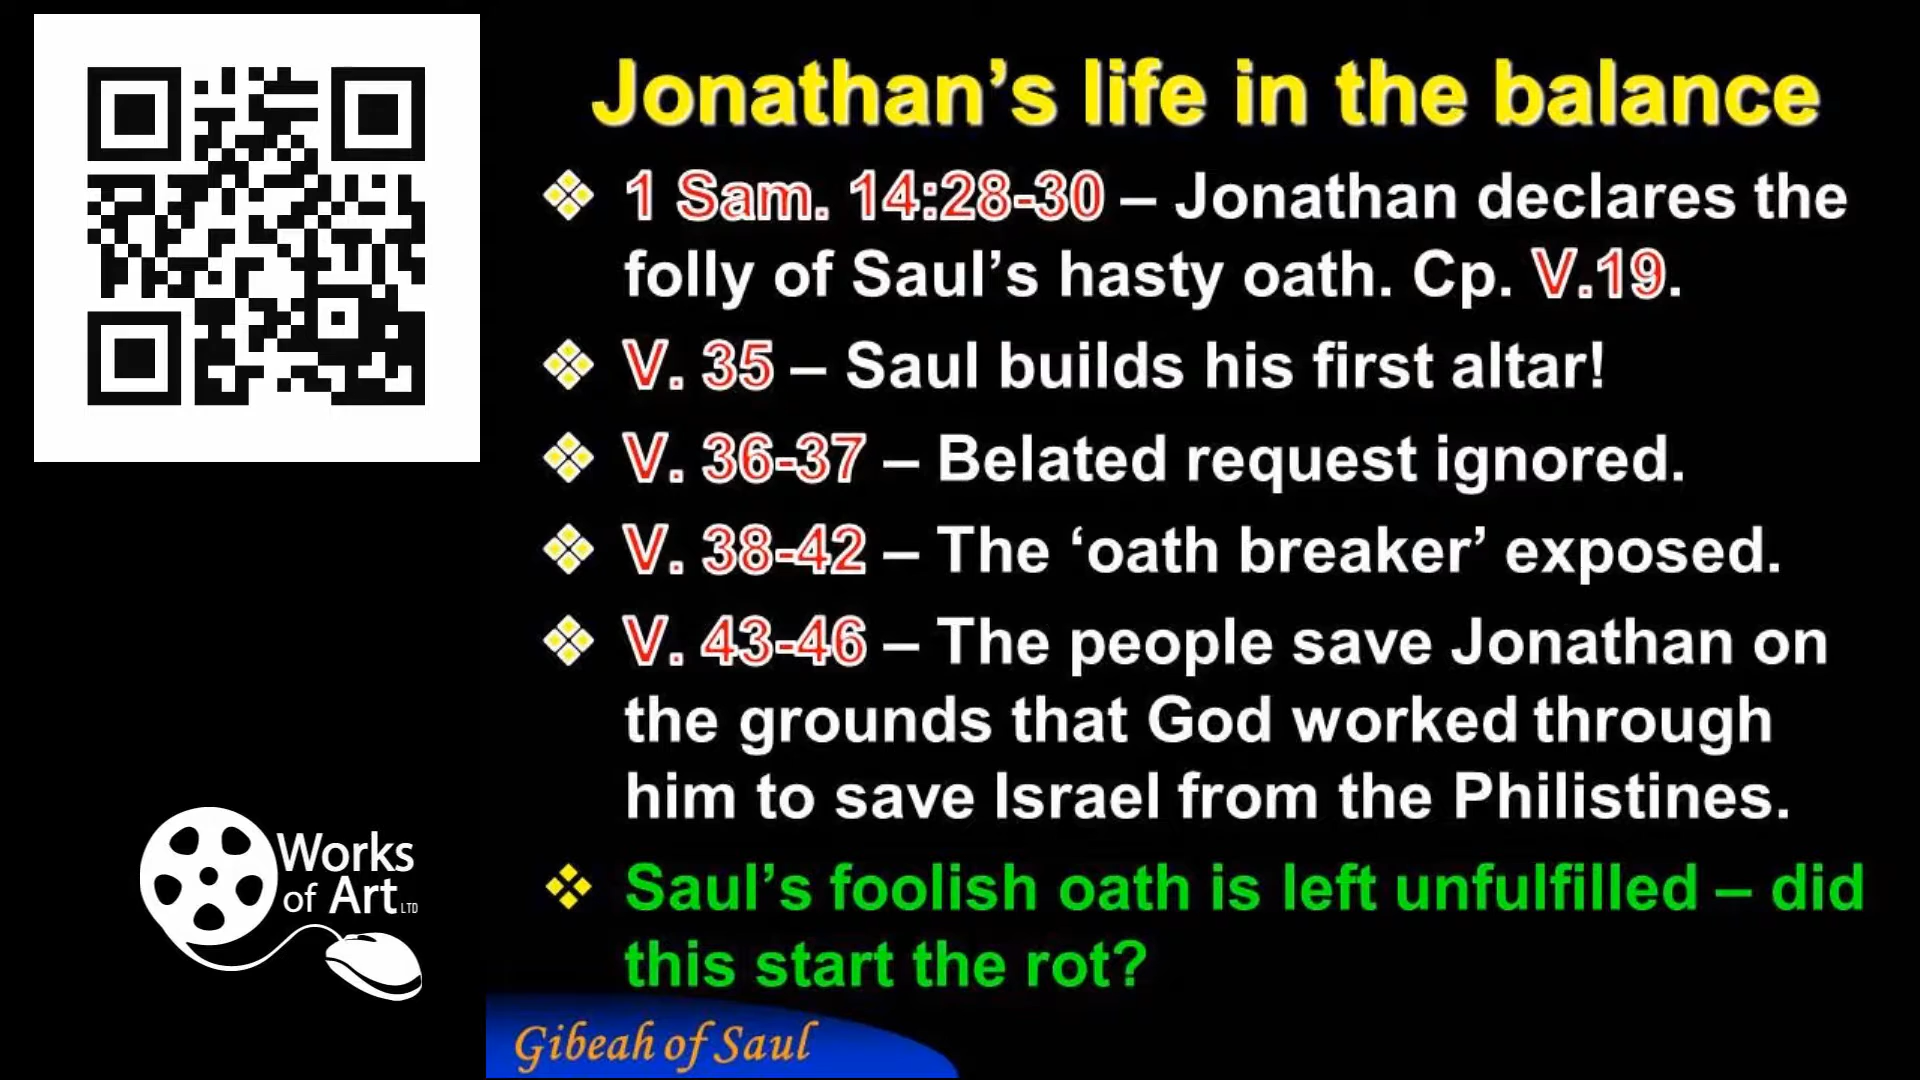 Jonathan’s life in the balance
1 Sam. 14:28-30 – Jonathan declares the
folly of Saul’s hasty oath. Cp. V.19.
V. 35 – Saul builds his first altar!
V. 36-37 – Belated request ignored.
V. 38-42 – The ‘oath breaker’ exposed.
V. 43-46 – The people save Jonathan on
the grounds that God worked through
him to save Israel from the Philistines.
Saul’s foolish oath is left unfulfilled – did
this start the rot?
Gibeah of Saul
Works
of Art LTD